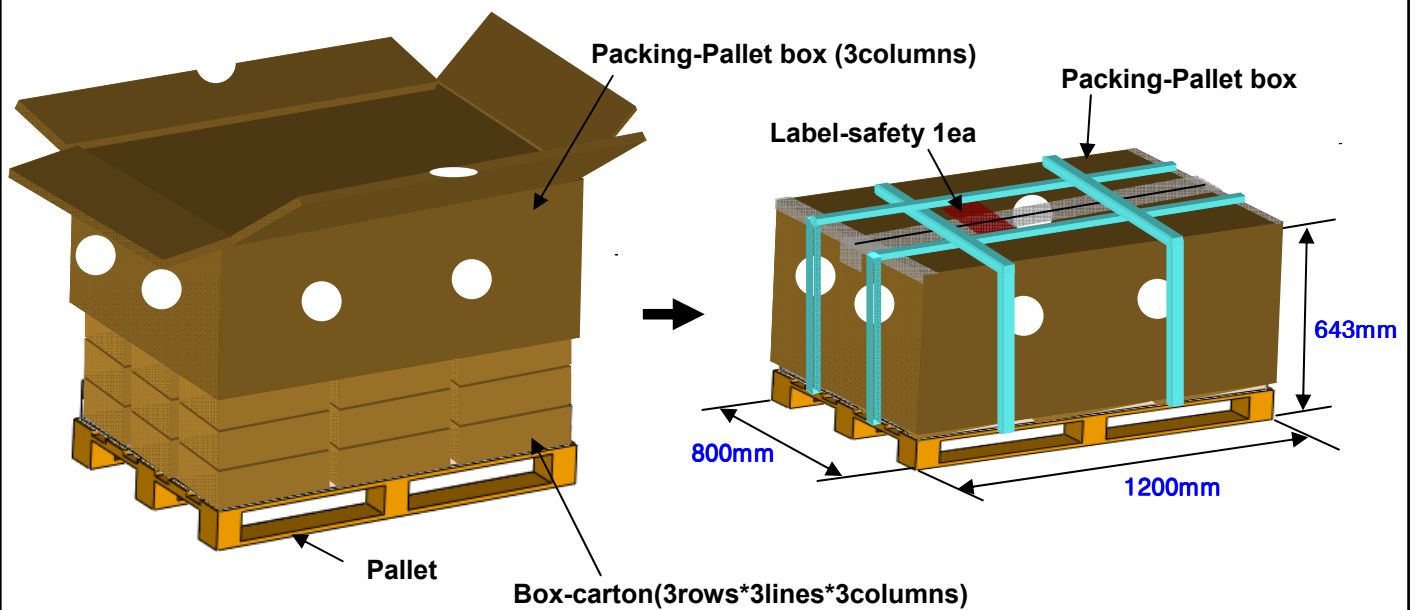 Packing-Pallet box (3columns)
Packing-Pallet box
Label-safety 1ea
643mm
800mm
1200mm
Pallet
Box-carton(3rows*3lines*3columns)